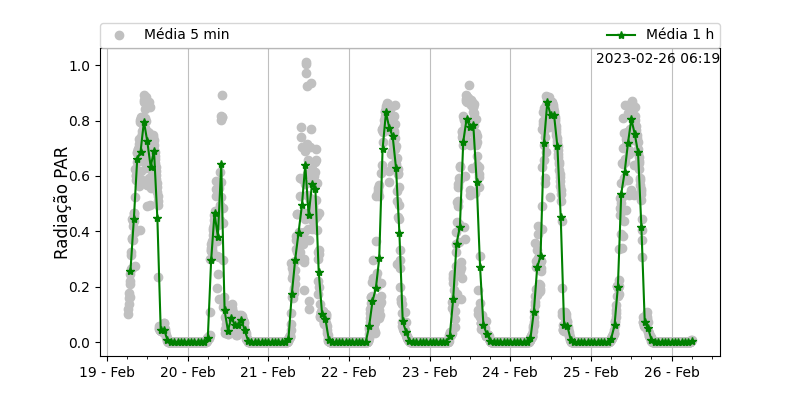 Média 5 min
Média 1 h
2023-02-26 06:19
Radiação PAR
1.0
0.8
0.6
0.4
0.2
0.0
19 - Feb
20 - Feb
21 - Feb
22 - Feb
23 - Feb
24 - Feb
25 - Feb
26 - Feb